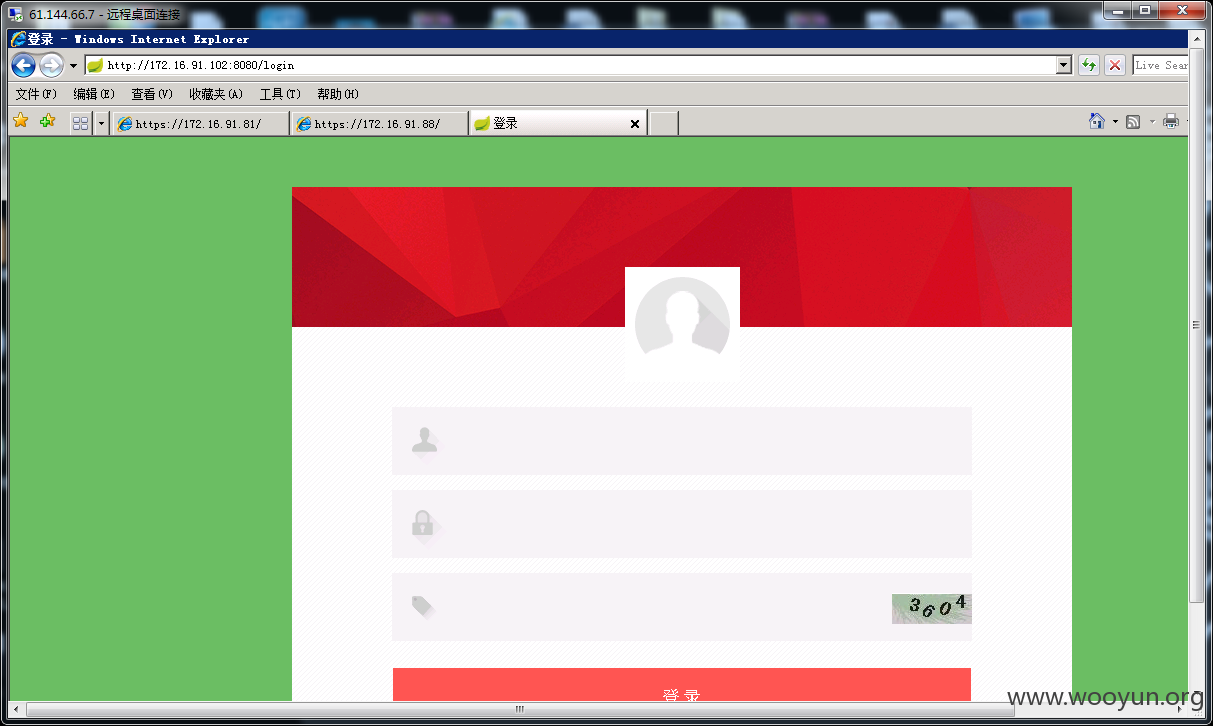 61.144.66.7 - 远程桌面连接
登录 - Windows Internet Explorer
http://172.16.91.102:8080/login
Live Sear
文件(F) 编辑(E) 查看(V) 收藏夹(A) 工具(T) 帮助(H)
https://172.16.91.81/ https://172.16.91.88/ 登录
3604
登录
www.wooyun.org